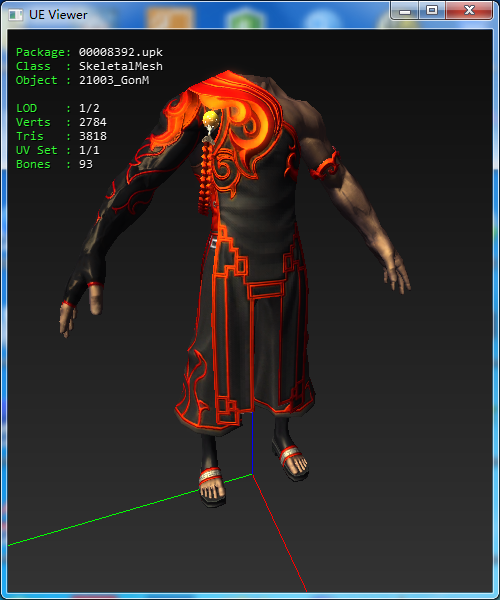 UE Viewer
Package: 00008392.upk
Class : SkeletalMesh
Object : 21003_GonM
LOD : 1/2
Verts : 2784
Tris : 3818
UV Set : 1/1
Bones : 93